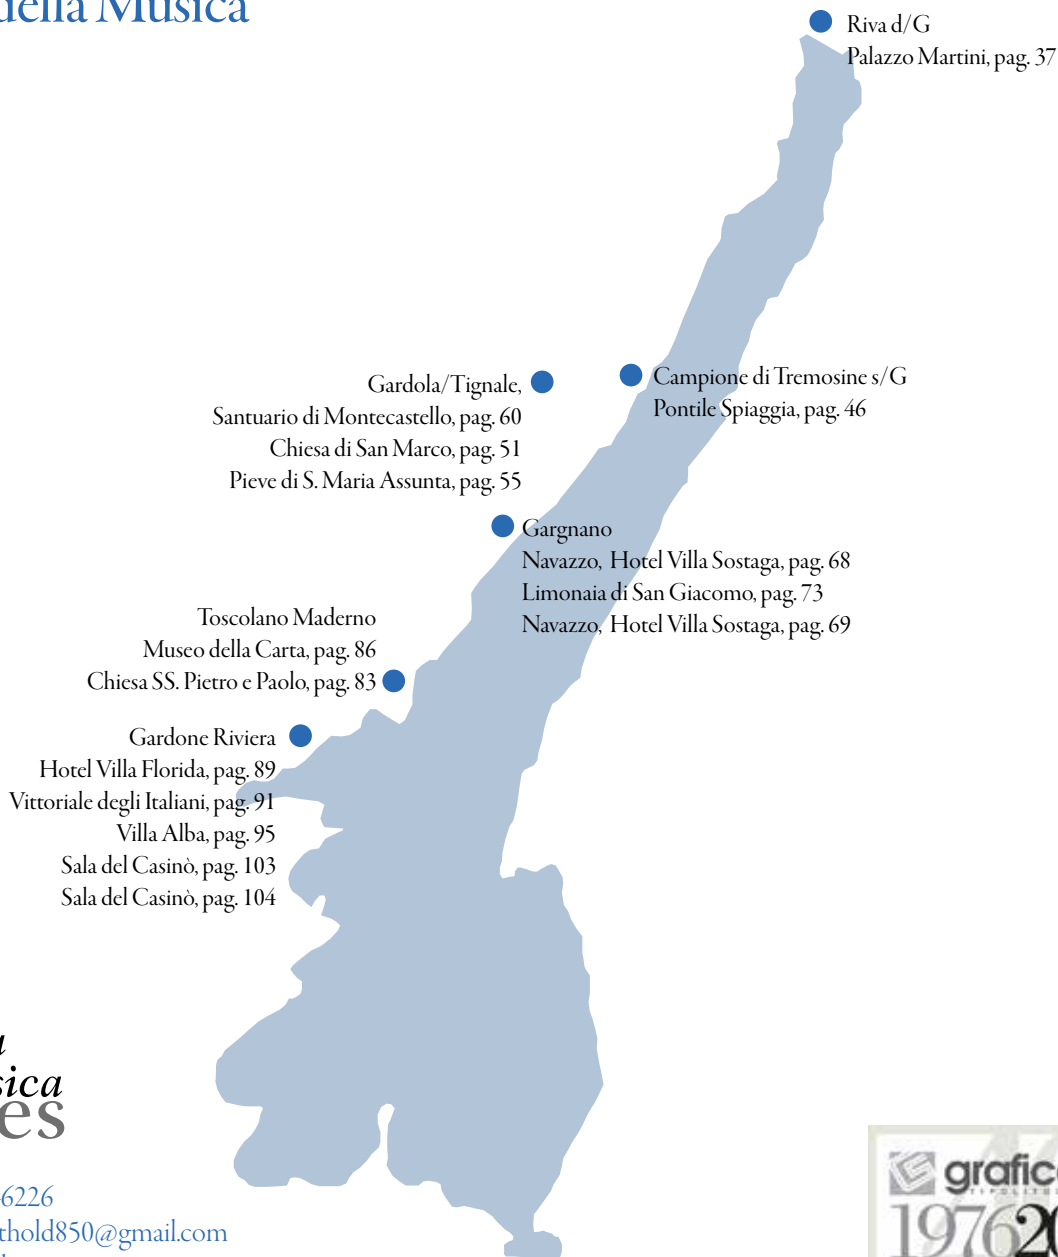 della Musica
Riva d/G
Palazzo Martini, pag. 37
Gardola/Tignale,
Santuario di Montecastello, pag. 60
Chiesa di San Marco, pag. 51
Pieve di S. Maria Assunta, pag. 55
Campione di Tremosine s/G
Pontile Spiaggia, pag. 46
Gargnano
Navazzo, Hotel Villa Sostaga, pag. 68
Limonaia di San Giacomo, pag. 73
Navazzo, Hotel Villa Sostaga, pag. 69
Toscolano Maderno
Museo della Carta, pag. 86
Chiesa SS. Pietro e Paolo, pag. 83
Gardone Riviera
Hotel Villa Florida, pag. 89
Vittoriale degli Italiani, pag. 91
Villa Alba, pag. 95
Sala del Casinò, pag. 103
Sala del Casinò, pag. 104
sica
es
6226
thold850@gmail.com
grafic
TIPOLITO
197620